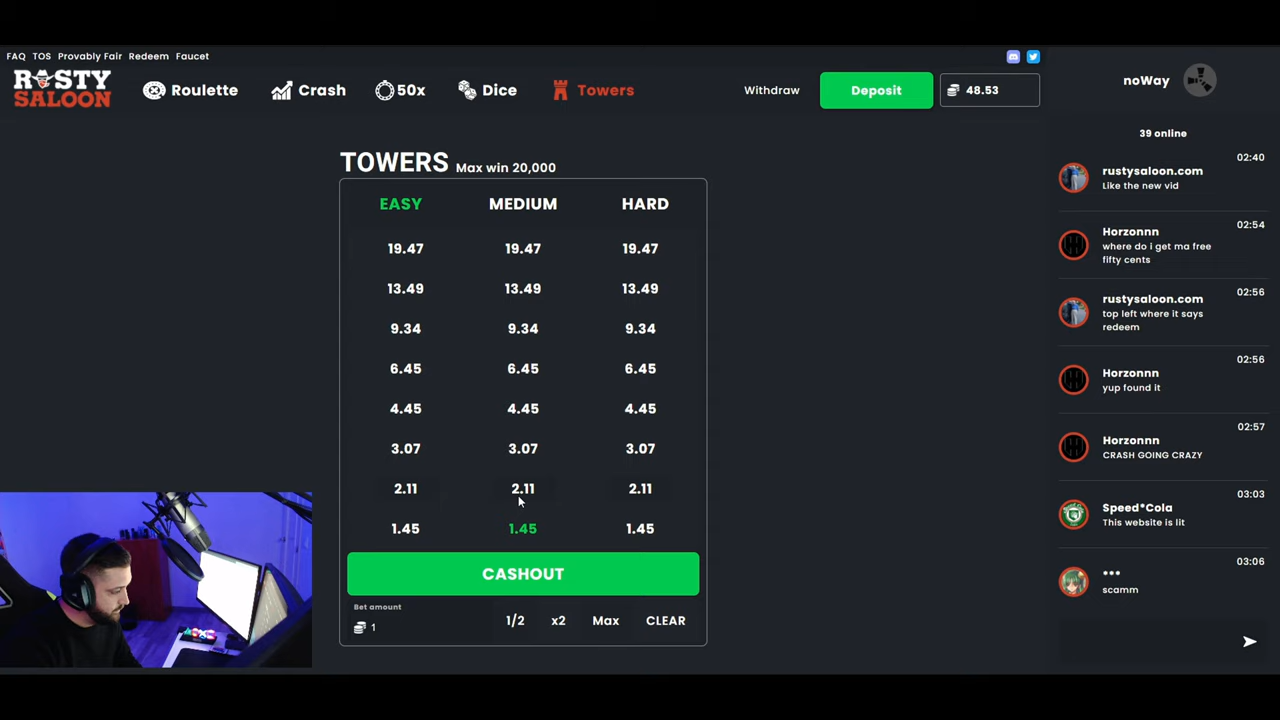 FAQ TOS Provably Fair Redeem Faucet
RUSTY
SALOON
Roulette
Crash
50x
Dice
Towers
Withdraw
Deposit
48.53
noWay
39 online
TOWERS Max win 20,000
EASY MEDIUM HARD
19.47 19.47 19.47
13.49 13.49 13.49
9.34 9.34 9.34
6.45 6.45 6.45
4.45 4.45 4.45
3.07 3.07 3.07
2.11 2.11 2.11
1.45 1.45 1.45
CASHOUT
Bet amount
1
1/2 x2 Max CLEAR
02:40
rustysaloon.com
Like the new vid
02:54
Horzonnn
where do i get ma free
fifty cents
02:56
rustysaloon.com
top left where it says
redeem
02:56
Horzonnn
yup found it
02:57
Horzonnn
CRASH GOING CRAZY
03:03
Speed*Cola
This website is lit
03:06
***
scamm